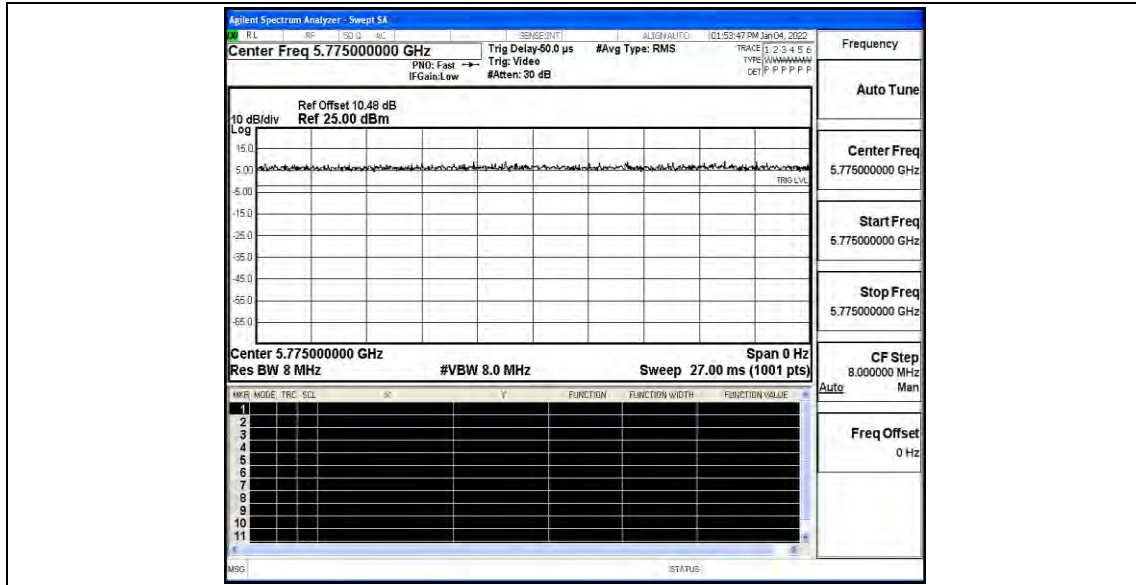 Agilent Spectrum Analyzer - Swept SA
RL RF 50 Ω SENSE:INT ALIGNAUTO 01:53:47 PM Jan 04, 2022
Center Freq 5.775000000 GHz
PNO: Fast
IFGain:Low
Trig Delay-50.0 µs
Trig: Video
#Atten: 30 dB
#Avg Type: RMS
TRACE 1 2 3 4 5 6
TYPE WWWWWW
DET P P P P P P
Ref Offset 10.48 dB
10 dB/div Ref 25.00 dBm
Log
15.0
5.00
TRIG LVL
-5.00
-15.0
-25.0
-35.0
-45.0
-55.0
-65.0
Center 5.775000000 GHz Span 0 Hz
Res BW 8 MHz #VBW 8.0 MHz Sweep 27.00 ms (1001 pts)
MKR MODE TRC SCL X Y FUNCTION FUNCTION WIDTH FUNCTION VALUE
1
2
3
4
5
6
7
8
9
10
11
MSG STATUS
Frequency
Auto Tune
Center Freq
5.775000000 GHz
Start Freq
5.775000000 GHz
Stop Freq
5.775000000 GHz
CF Step
8.000000 MHz
Auto Man
Freq Offset
0 Hz